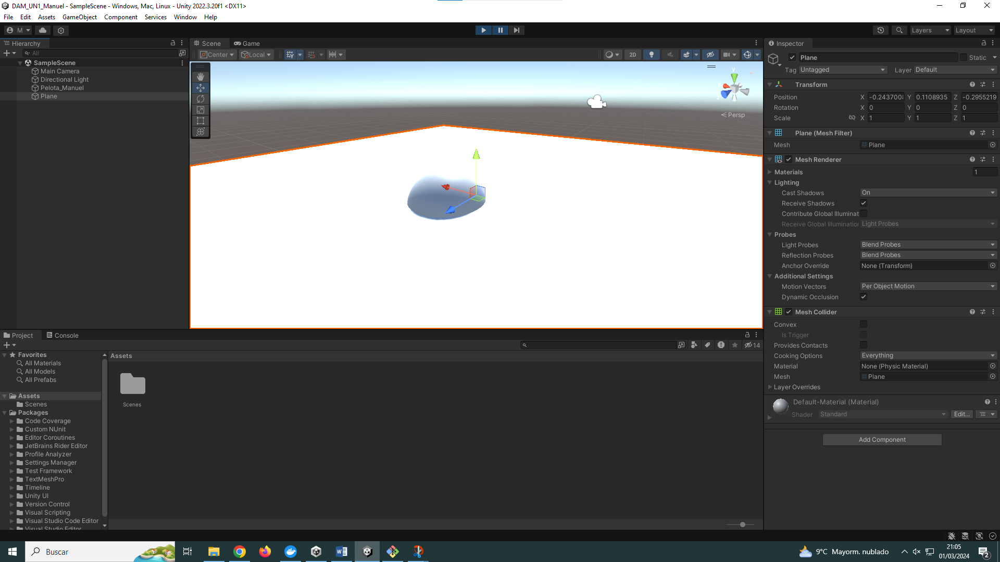 DAM_UN1_Manuel - SampleScene - Windows, Mac, Linux - Unity 2022.3.20f1 <DX11>
File Edit Assets GameObject Component Services Window Help
M
Layers Layout
Hierarchy
All
SampleScene
Main Camera
Directional Light
Pelota_Manuel
Plane
Scene Game
Center Local
2D
y
x
z
Persp
Inspector
Plane Static
Tag Untagged Layer Default
Transform
Position X -0.243700 Y 0.1108935 Z -0.2955219
Rotation X 0 Y 0 Z 0
Scale X 1 Y 1 Z 1
Plane (Mesh Filter)
Mesh Plane
Mesh Renderer
Materials 1
Lighting
Cast Shadows On
Receive Shadows
Contribute Global Illuminat
Receive Global Illumination Light Probes
Probes
Light Probes Blend Probes
Reflection Probes Blend Probes
Anchor Override None (Transform)
Additional Settings
Motion Vectors Per Object Motion
Dynamic Occlusion
Mesh Collider
Convex
Is Trigger
Provides Contacts
Cooking Options Everything
Material None (Physic Material)
Mesh Plane
Layer Overrides
Default-Material (Material)
Shader Standard Edit...
Add Component
Project Console
14
Favorites
All Materials
All Models
All Prefabs
Assets
Scenes
Packages
Code Coverage
Custom NUnit
Editor Coroutines
JetBrains Rider Editor
Profile Analyzer
Settings Manager
Test Framework
TextMeshPro
Timeline
Unity UI
Version Control
Visual Scripting
Visual Studio Code Editor
Visual Studio Editor
Assets
Scenes
Buscar
9°C Mayorm. nublado
21:05
01/03/2024
2